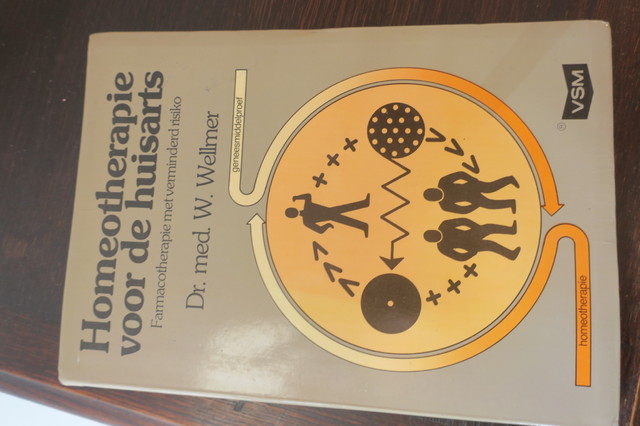 Homeotherapie
voor de huisarts
Farmacotherapie met verminderd risiko
Dr. med. W. Wellmer
geneesmiddelproef
homeotherapie
VSM
®